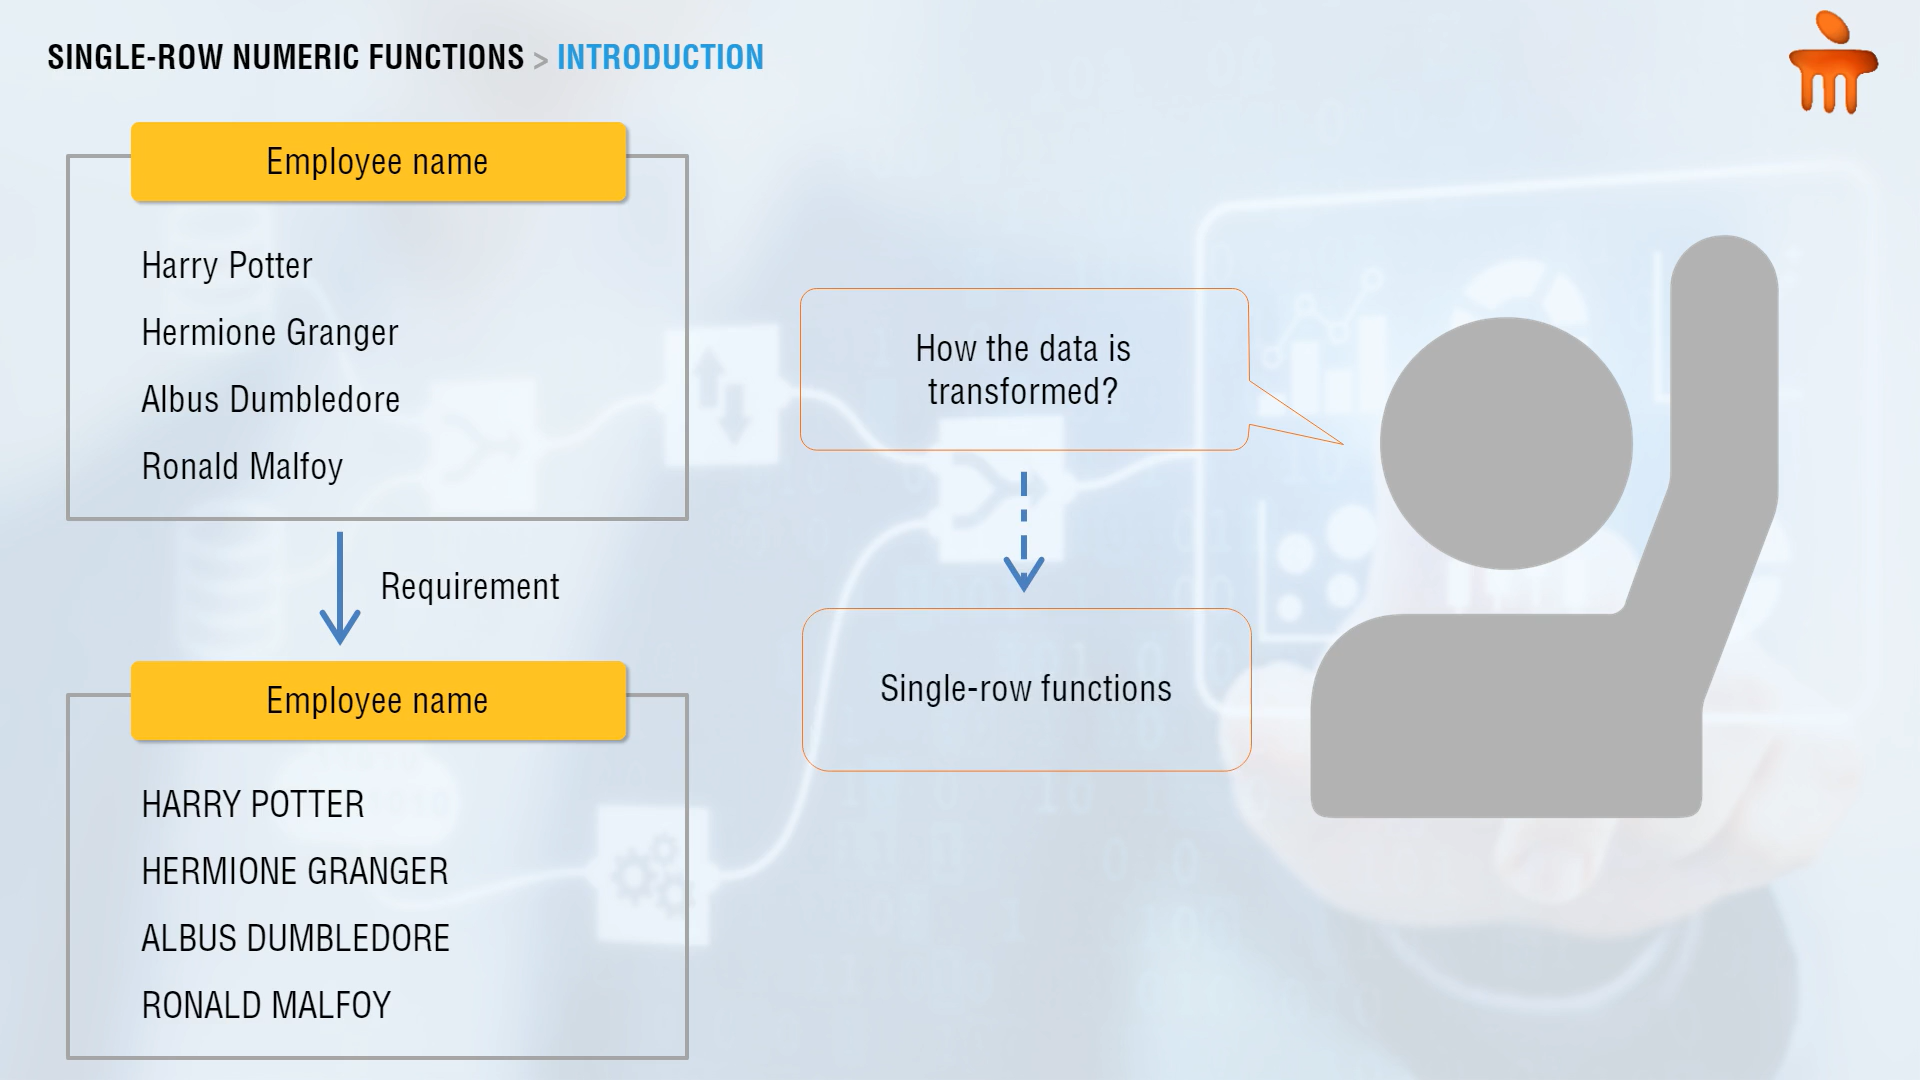 SINGLE-ROW NUMERIC FUNCTIONS > INTRODUCTION
Employee name
Harry Potter
Hermione Granger
Albus Dumbledore
Ronald Malfoy
Requirement
Employee name
HARRY POTTER
HERMIONE GRANGER
ALBUS DUMBLEDORE
RONALD MALFOY
How the data is
transformed?
Single-row functions